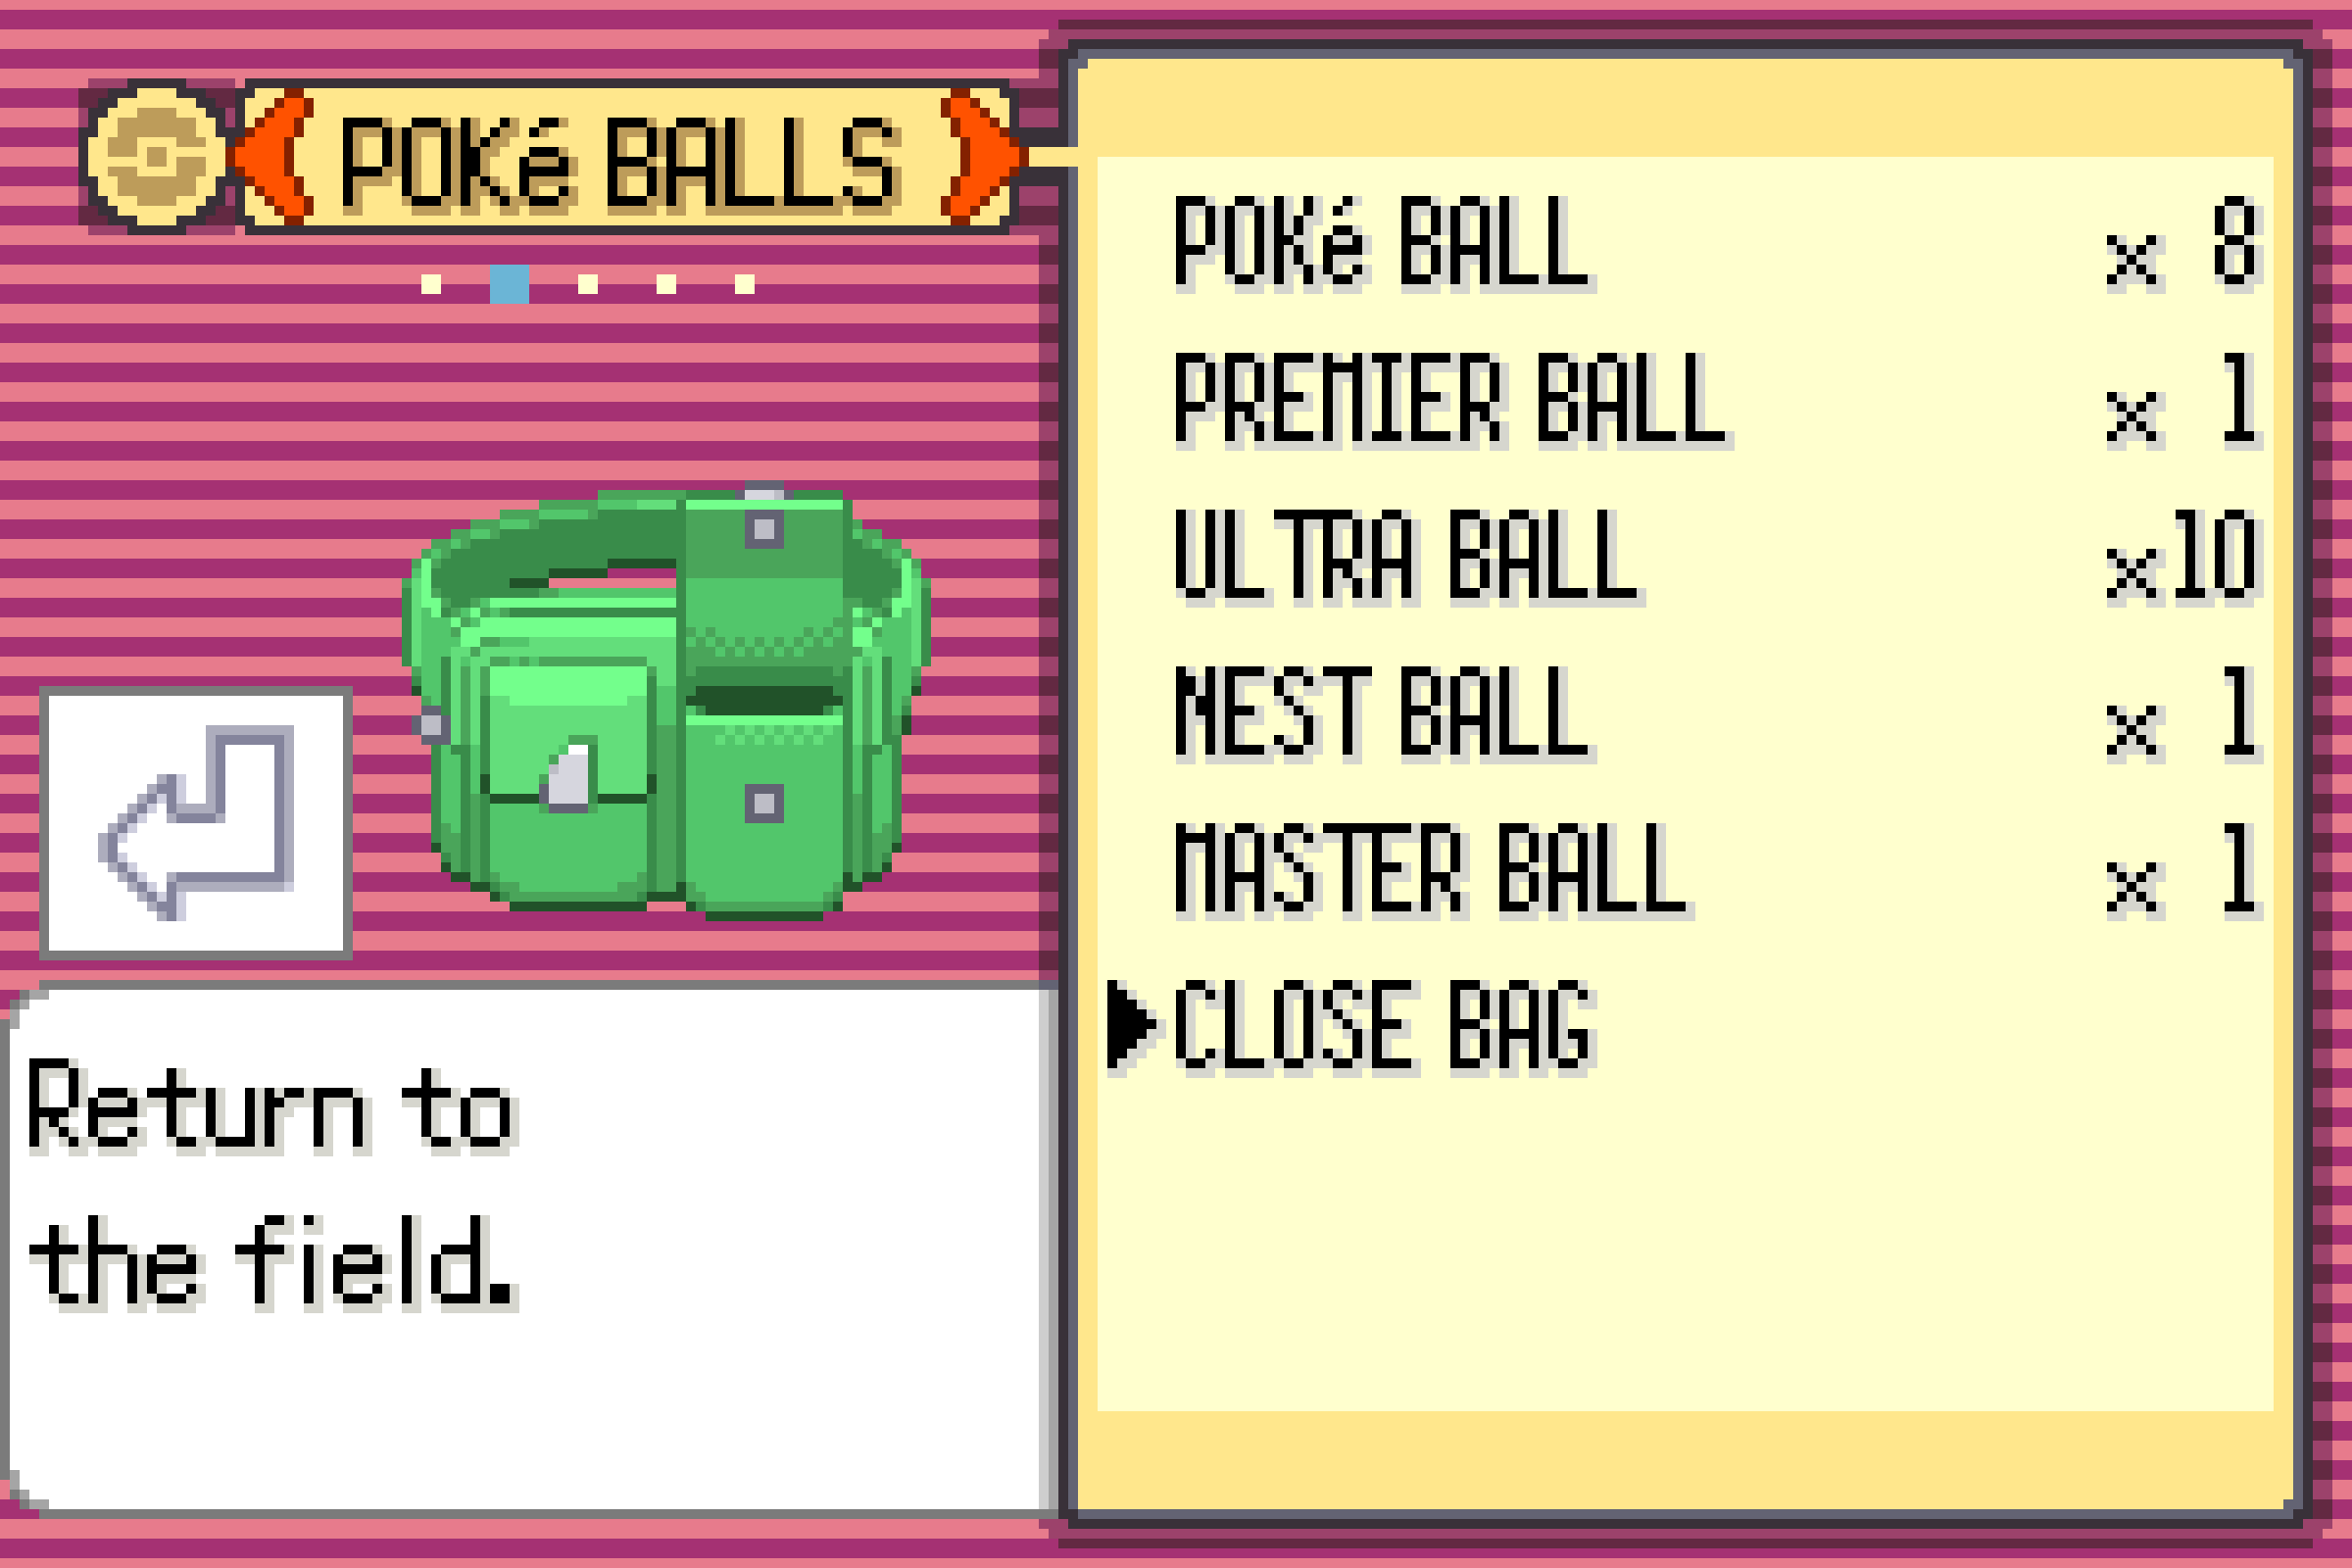 POKé BALLS
POKé BALL × 8
PREMIER BALL × 1
ULTRA BALL ×10
NEST BALL × 1
MASTER BALL × 1
▶CLOSE BAG
Return to
the field.